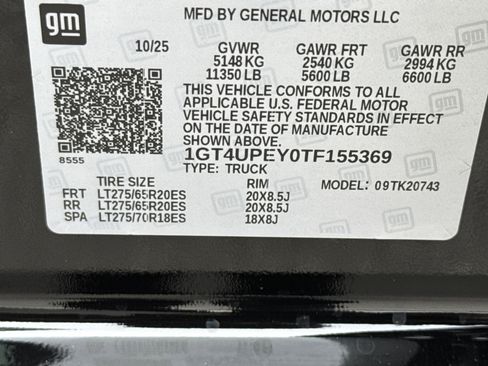 MFD BY GENERAL MOTORS LLC
gm
10/25 GVWR GAWR FRT GAWR RR
5148 KG 2540 KG 2994 KG
11350 LB 5600 LB 6600 LB
THIS VEHICLE CONFORMS TO ALL
APPLICABLE U.S. FEDERAL MOTOR
VEHICLE SAFETY STANDARDS IN EFFECT
ON THE DATE OF MANUFACTURE
SHOWN ABOVE.
8555
1GT4UPEY0TF155369
TYPE: TRUCK
TIRE SIZE RIM MODEL: 09TK20743
FRT LT275/65R20ES 20X8.5J
RR LT275/65R20ES 20X8.5J
SPA LT275/70R18ES 18X8J